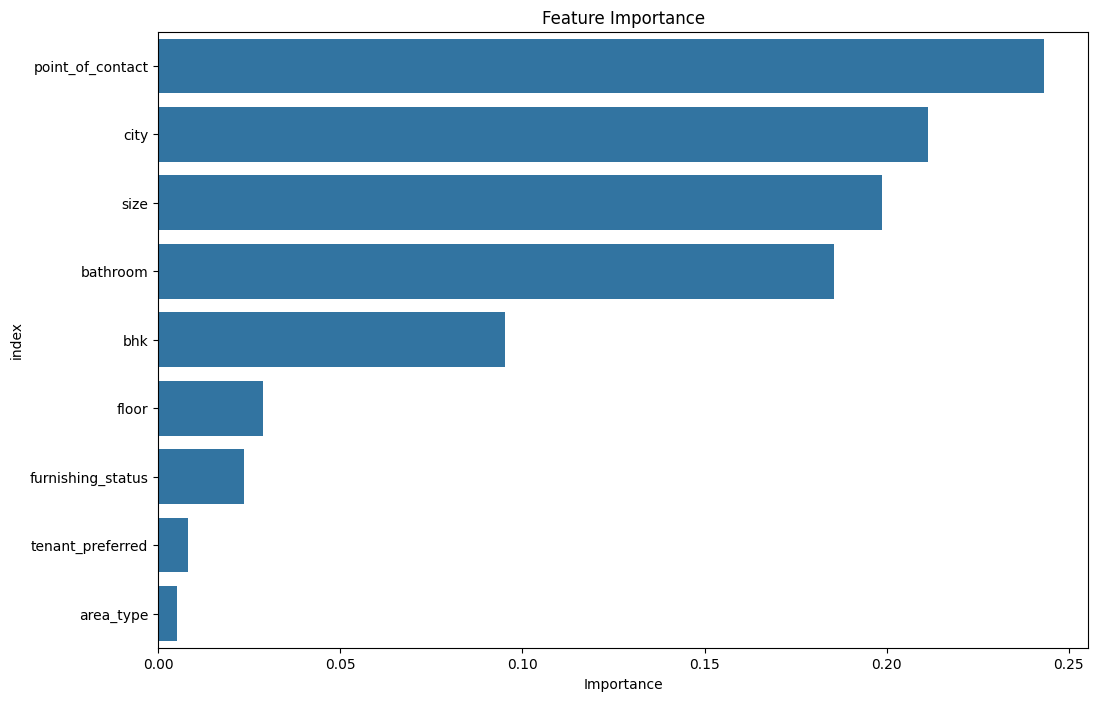 Feature Importance
point_of_contact
city
size
bathroom
bhk
floor
furnishing_status
tenant_preferred
area_type
index
0.00 0.05 0.10 0.15 0.20 0.25
Importance